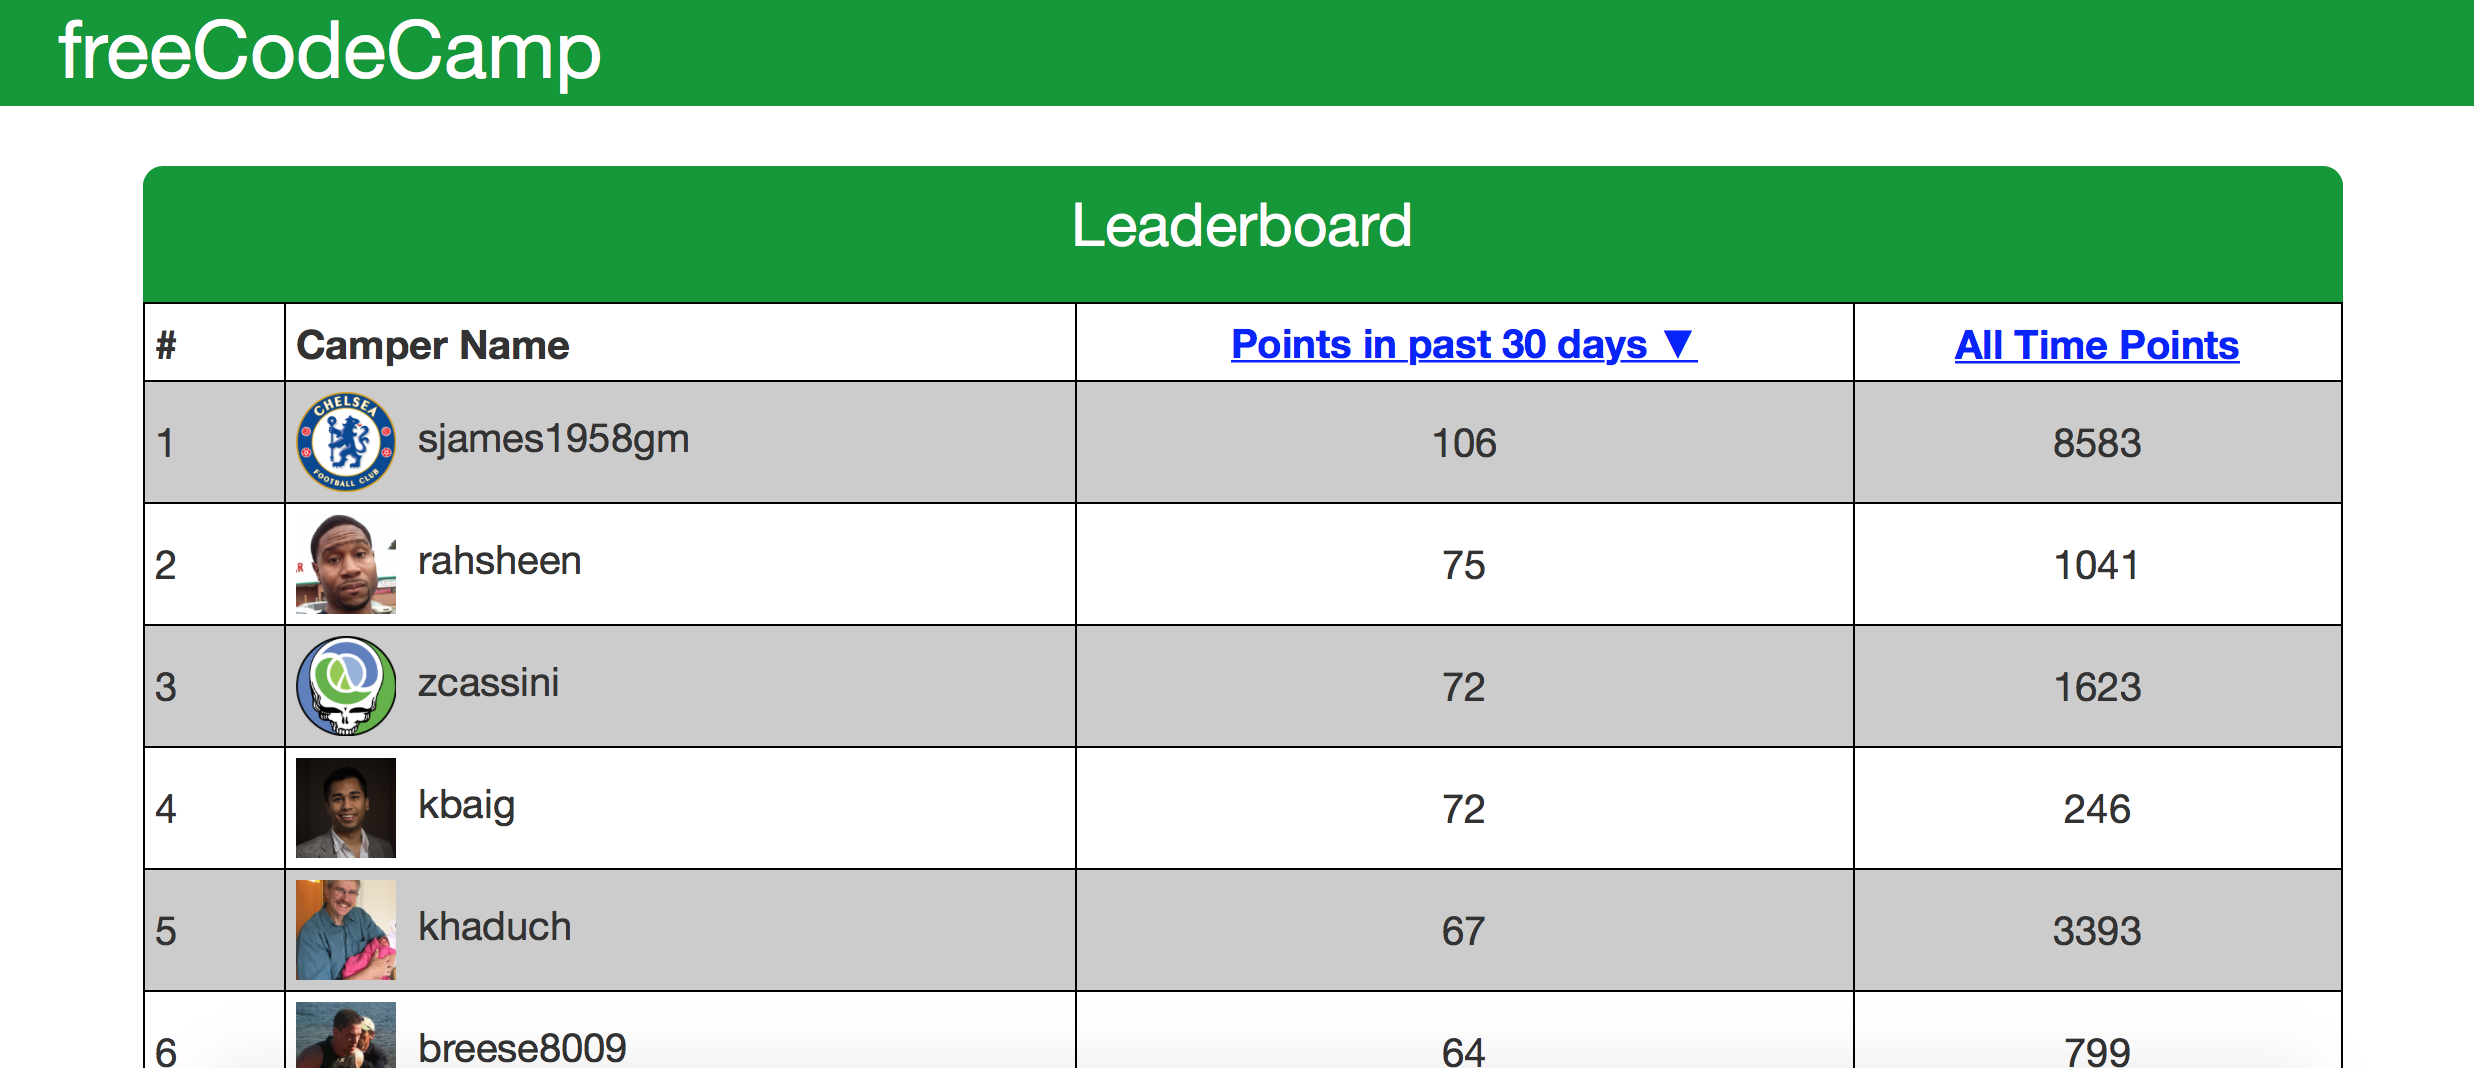 freeCodeCamp
Leaderboard
# Camper Name Points in past 30 days ▼ All Time Points
CHELSEA
FOOTBALL CLUB
1 sjames1958gm 106 8583
R
2 rahsheen 75 1041
3 zcassini 72 1623
4 kbaig 72 246
5 khaduch 67 3393
6 breese8009 64 799